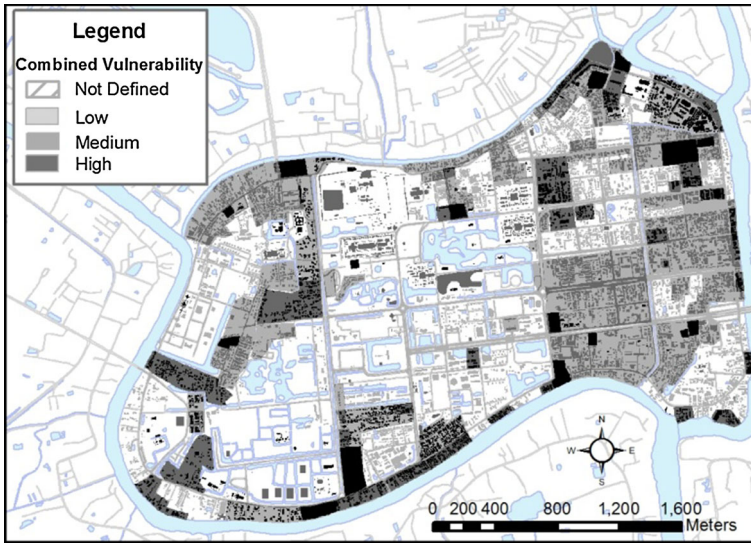 Legend
Combined Vulnerability
Not Defined
Low
Medium
High
N
W E
S
0 200 400 800 1,200 1,600
Meters